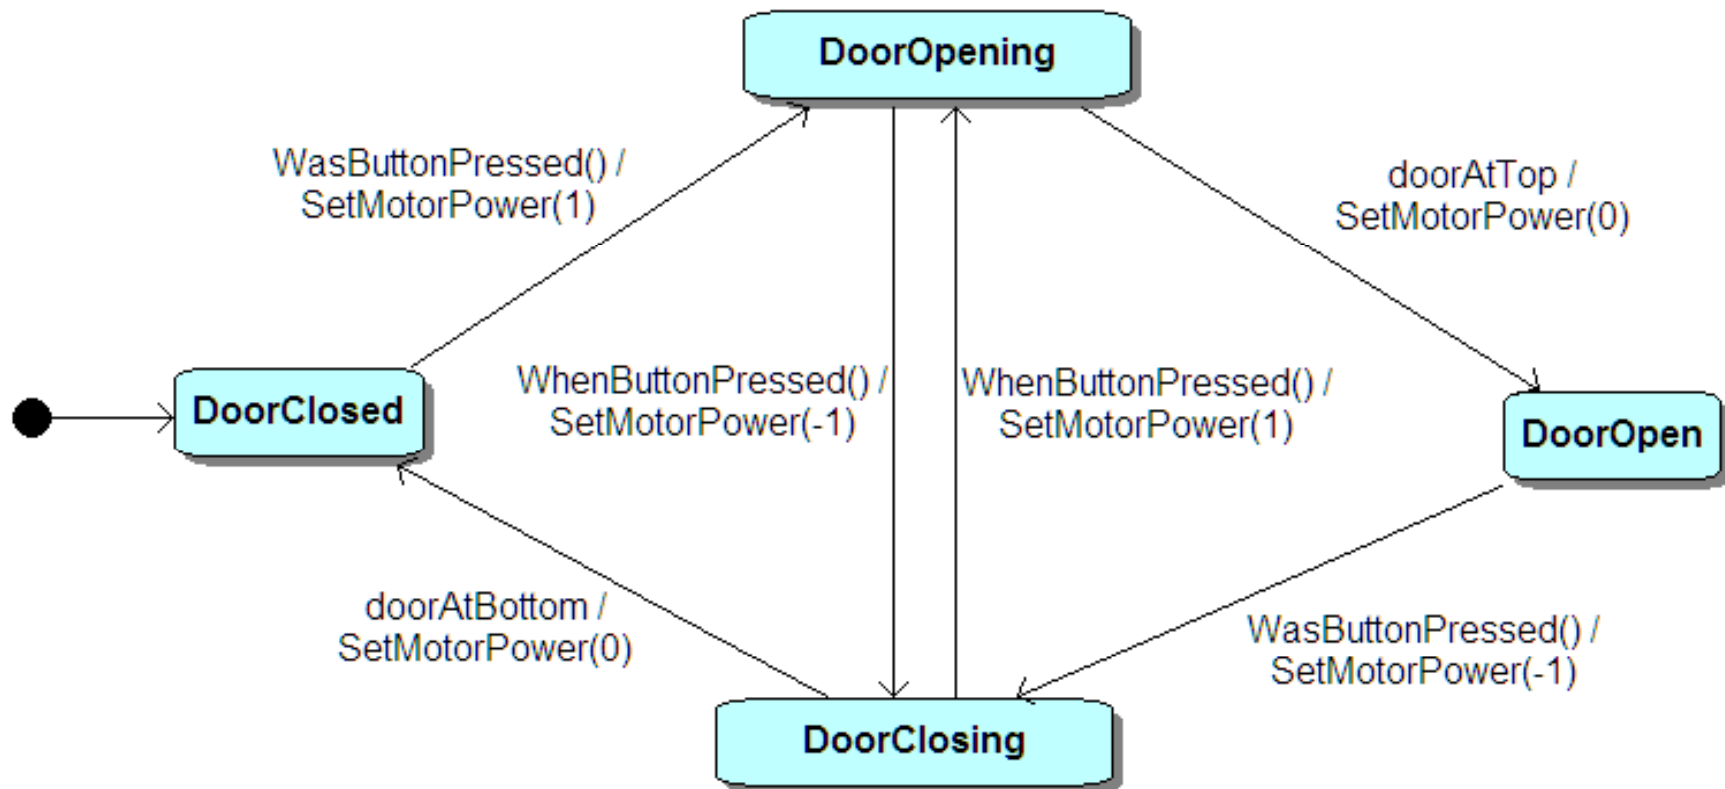 DoorOpening
WasButtonPressed() /
SetMotorPower(1)
doorAtTop /
SetMotorPower(0)
DoorClosed
WhenButtonPressed() /
SetMotorPower(-1)
WhenButtonPressed() /
SetMotorPower(1)
DoorOpen
doorAtBottom /
SetMotorPower(0)
WasButtonPressed() /
SetMotorPower(-1)
DoorClosing